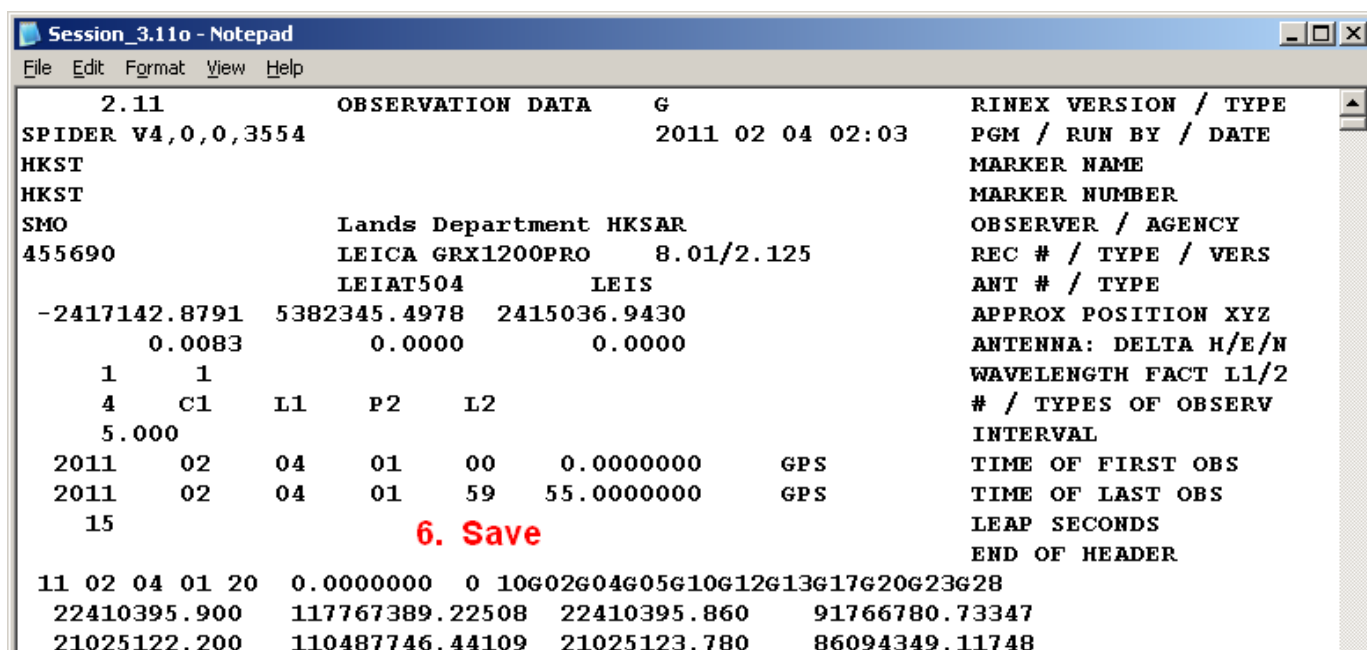 Session_3.11o - Notepad
File Edit Format View Help
2.11 OBSERVATION DATA G RINEX VERSION / TYPE
SPIDER V4,0,0,3554 2011 02 04 02:03 PGM / RUN BY / DATE
HKST MARKER NAME
HKST MARKER NUMBER
SMO Lands Department HKSAR OBSERVER / AGENCY
455690 LEICA GRX1200PRO 8.01/2.125 REC # / TYPE / VERS
LEIAT504 LEIS ANT # / TYPE
-2417142.8791 5382345.4978 2415036.9430 APPROX POSITION XYZ
0.0083 0.0000 0.0000 ANTENNA: DELTA H/E/N
1 1 WAVELENGTH FACT L1/2
4 C1 L1 P2 L2 # / TYPES OF OBSERV
5.000 INTERVAL
2011 02 04 01 00 0.0000000 GPS TIME OF FIRST OBS
2011 02 04 01 59 55.0000000 GPS TIME OF LAST OBS
15 LEAP SECONDS
6. Save
END OF HEADER
11 02 04 01 20 0.0000000 0 10G02G04G05G10G12G13G17G20G23G28
22410395.900 117767389.22508 22410395.860 91766780.73347
21025122.200 110487746.44109 21025123.780 86094349.11748